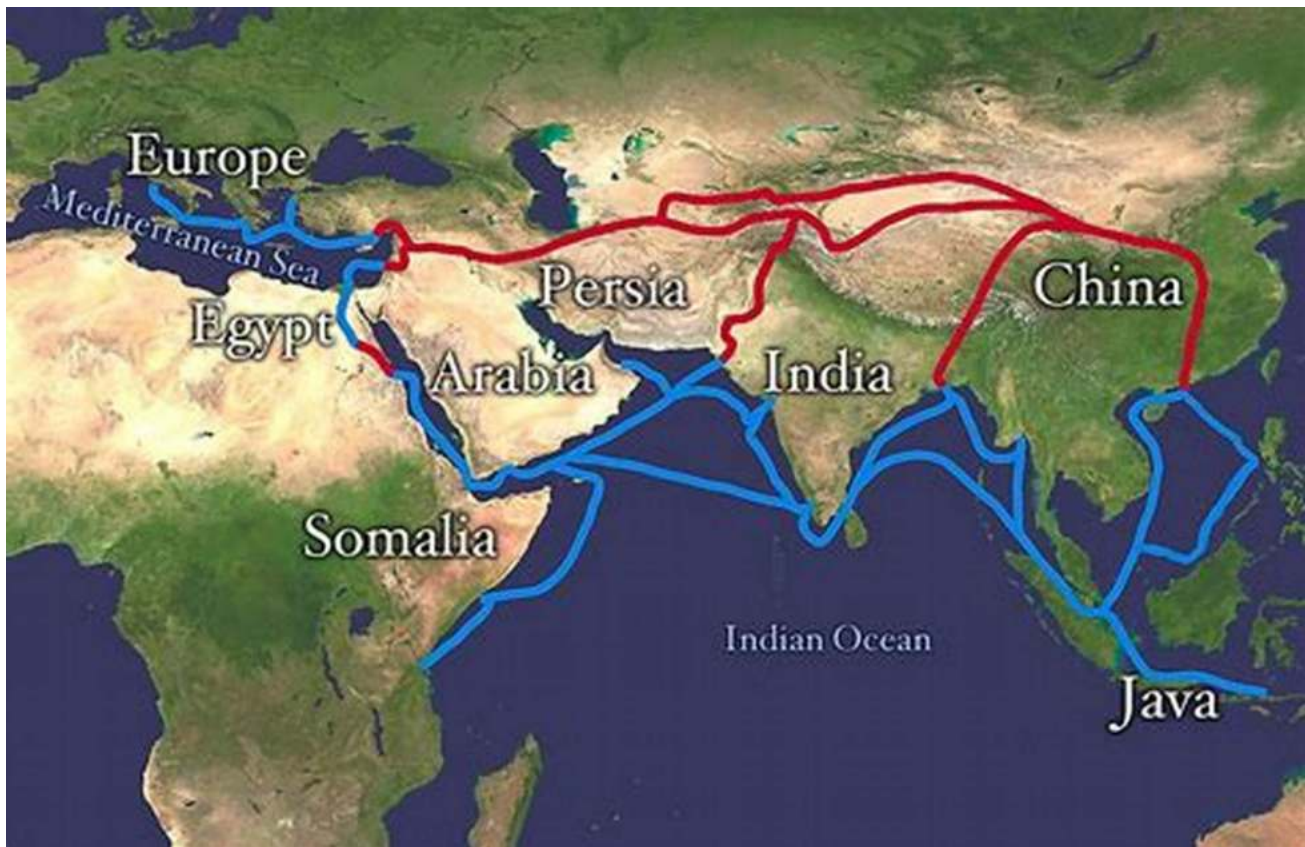 Europe
Mediterranean Sea
Egypt
Persia
China
Arabia
India
Somalia
Indian Ocean
Java